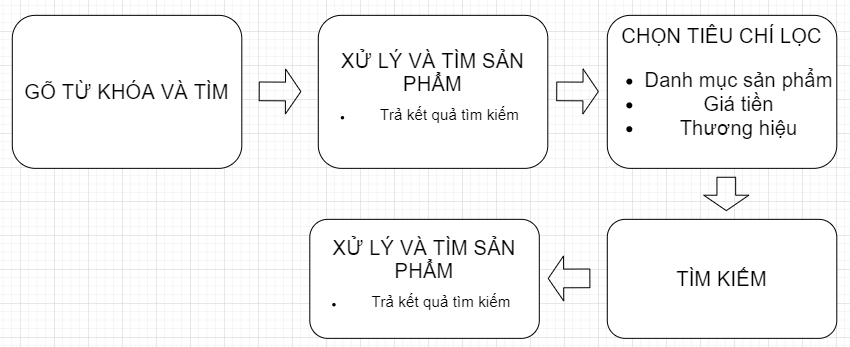 GÕ TỪ KHÓA VÀ TÌM
XỬ LÝ VÀ TÌM SẢN
PHẨM
• Trả kết quả tìm kiếm
CHỌN TIÊU CHÍ LỌC
• Danh mục sản phẩm
• Giá tiền
• Thương hiệu
TÌM KIẾM
XỬ LÝ VÀ TÌM SẢN
PHẨM
• Trả kết quả tìm kiếm